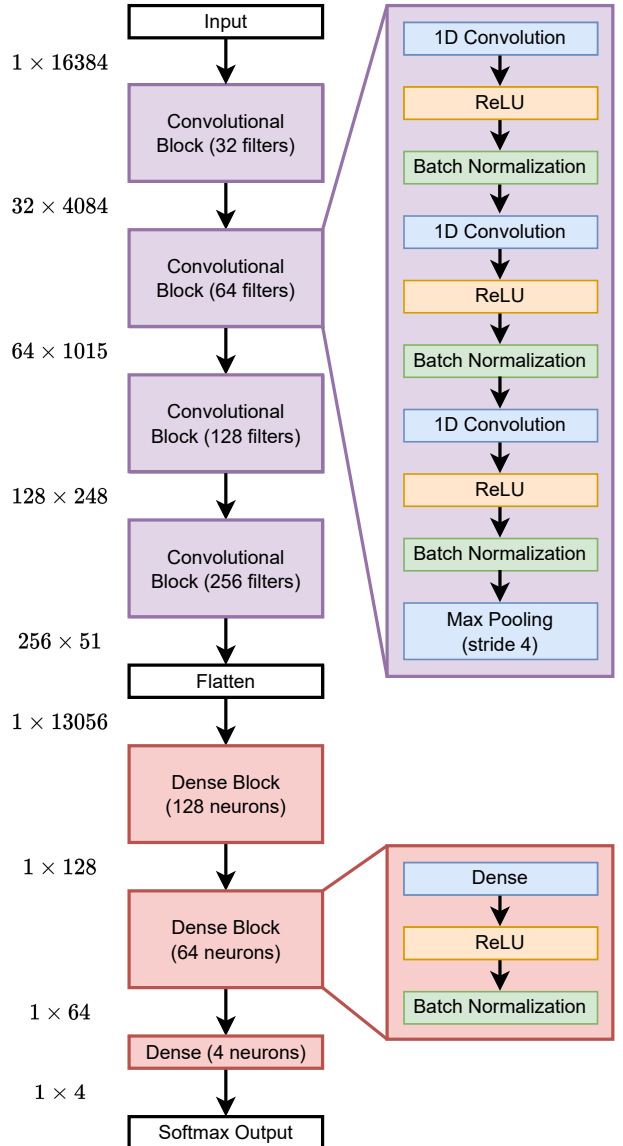 Input
1 × 16384
Convolutional
Block (32 filters)
32 × 4084
Convolutional
Block (64 filters)
64 × 1015
Convolutional
Block (128 filters)
128 × 248
Convolutional
Block (256 filters)
256 × 51
Flatten
1 × 13056
Dense Block
(128 neurons)
1 × 128
Dense Block
(64 neurons)
1 × 64
Dense (4 neurons)
1 × 4
Softmax Output
1D Convolution
ReLU
Batch Normalization
1D Convolution
ReLU
Batch Normalization
1D Convolution
ReLU
Batch Normalization
Max Pooling
(stride 4)
Dense
ReLU
Batch Normalization